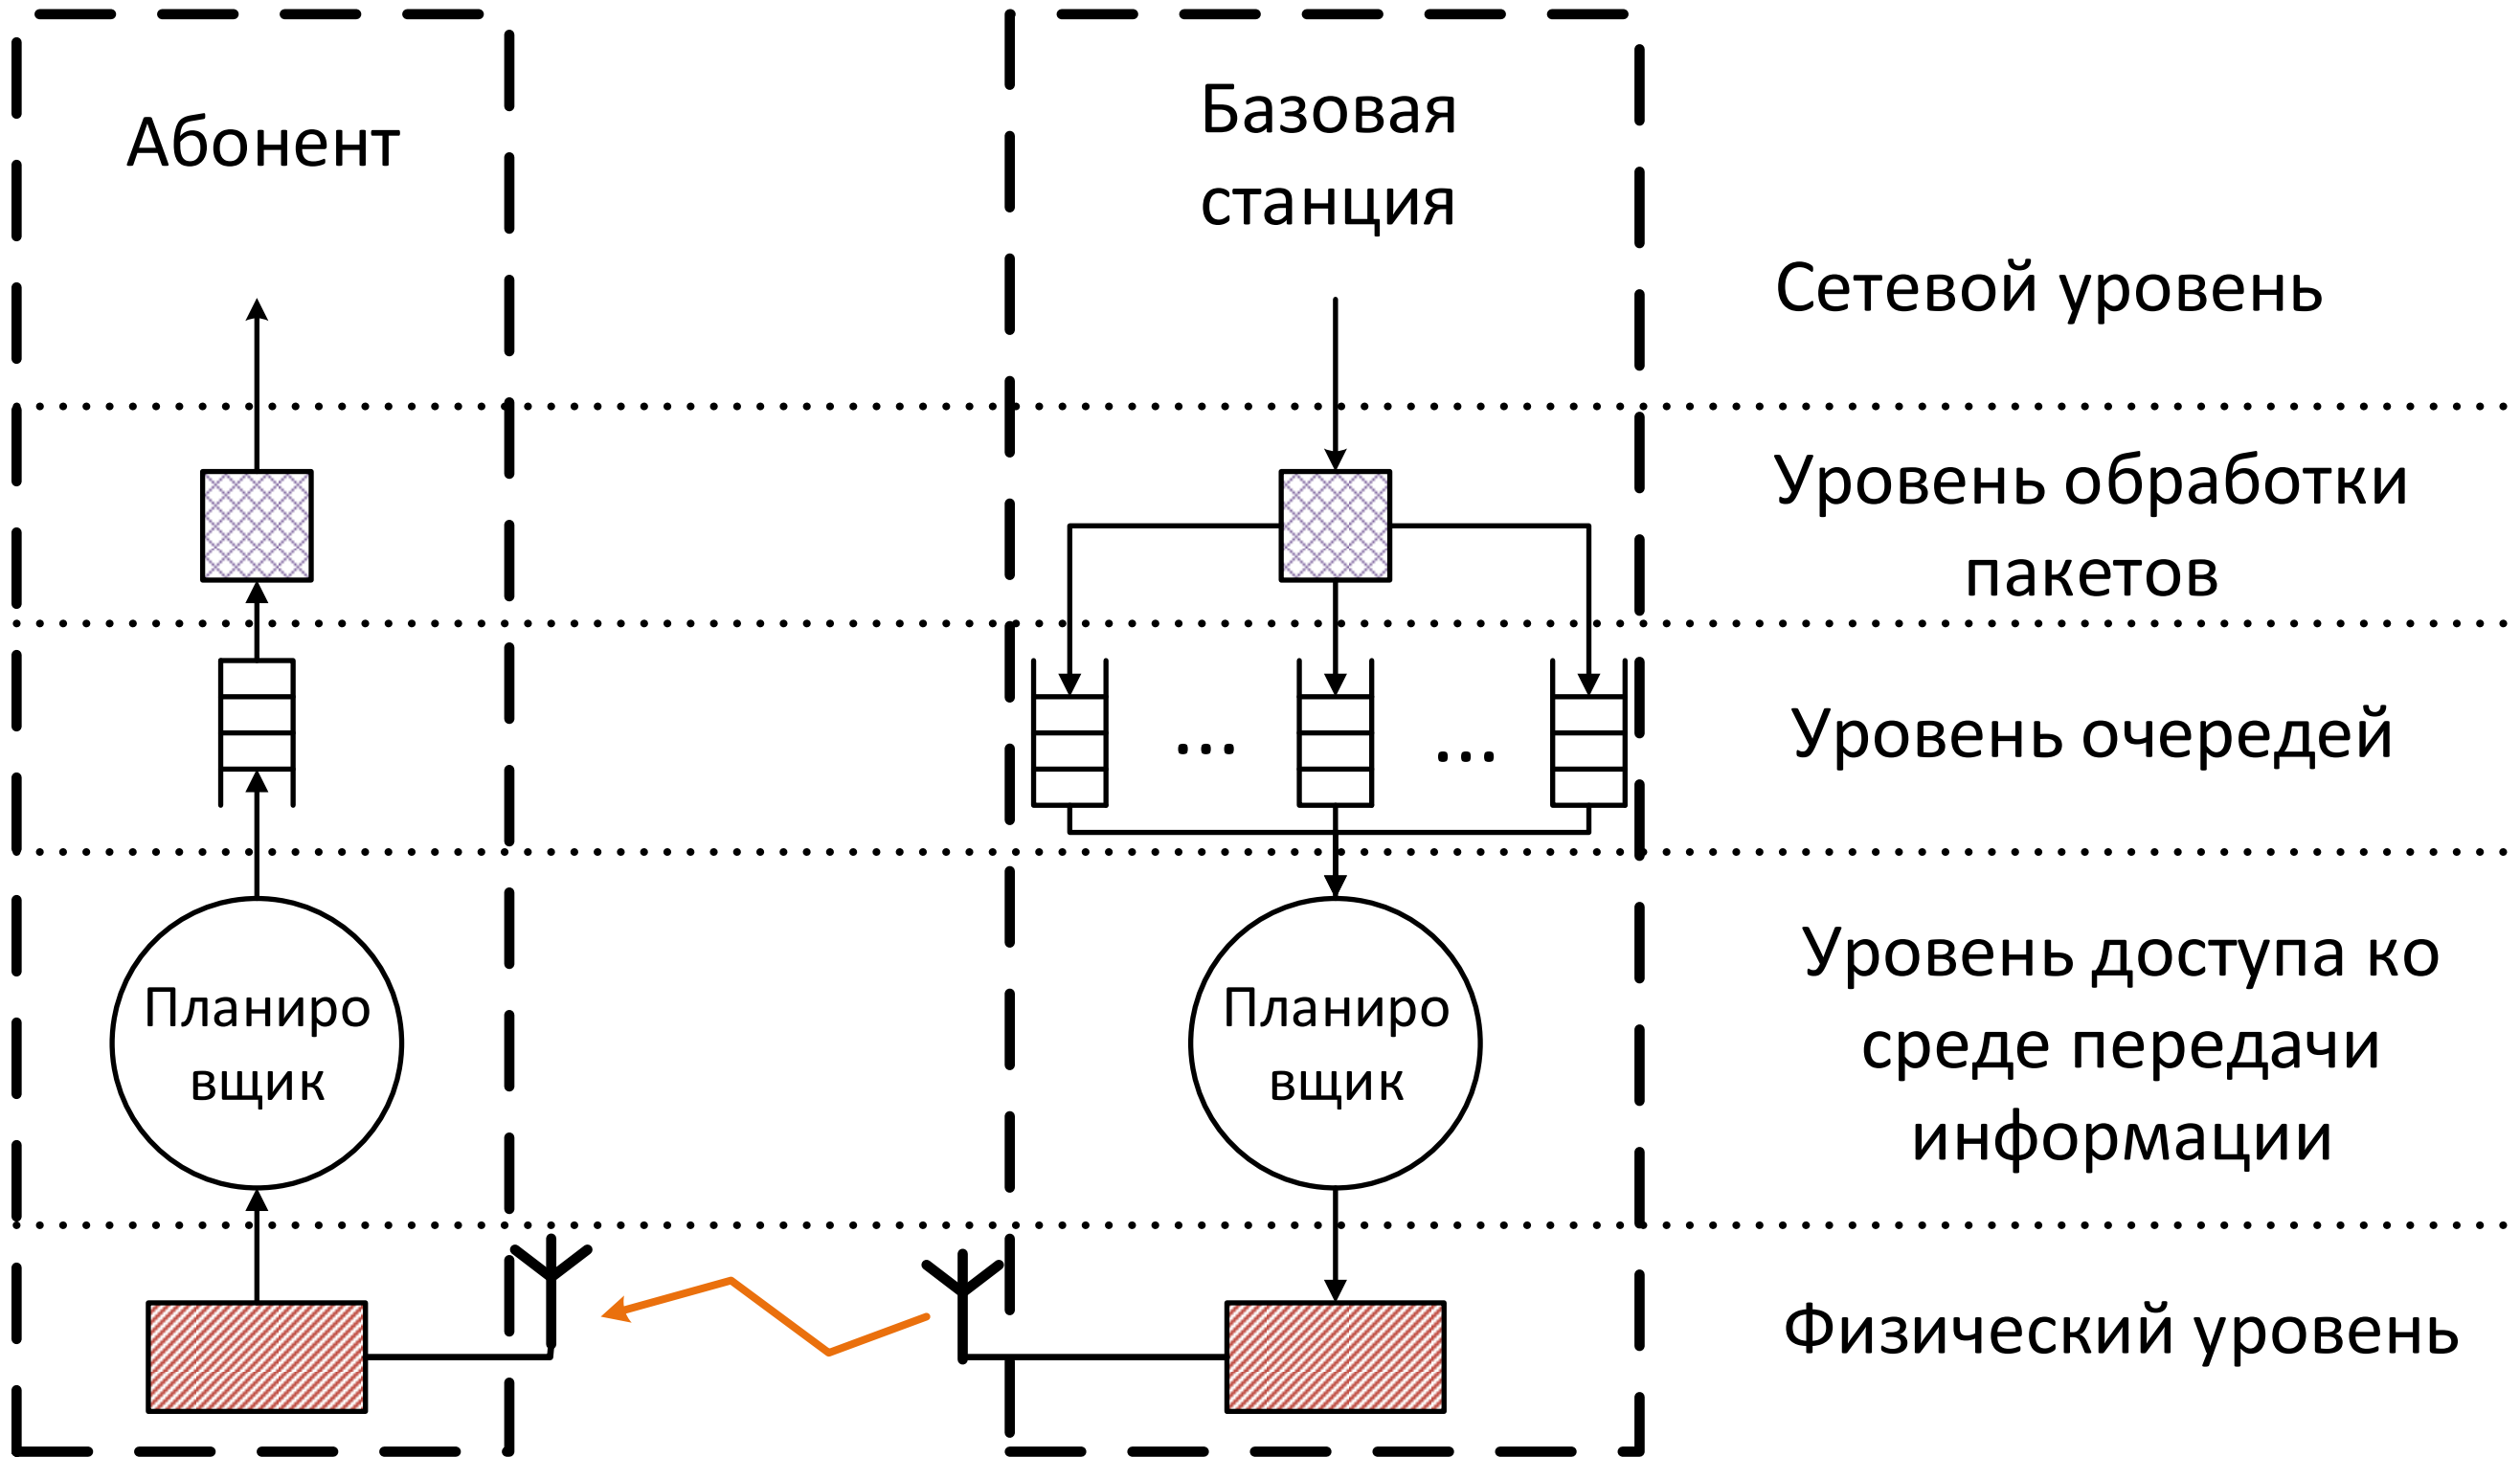 Абонент
Базовая
станция
Сетевой уровень
Уровень обработки
пакетов
Уровень очередей
...
...
Планиро
вщик
Планиро
вщик
Уровень доступа ко
среде передачи
информации
Физический уровень